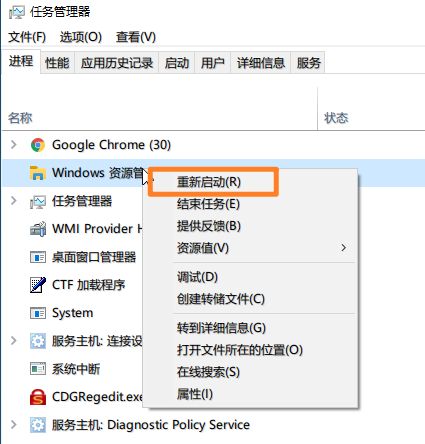 任务管理器
文件(F) 选项(O) 查看(V)
进程 性能 应用历史记录 启动 用户 详细信息 服务
名称 状态
Google Chrome (30)
Windows 资源管
重新启动(R)
任务管理器
结束任务(E)
WMI Provider H
提供反馈(B)
桌面窗口管理器
资源值(V)
CTF 加载程序
调试(D)
System
创建转储文件(C)
服务主机: 连接设
转到详细信息(G)
打开文件所在的位置(O)
系统中断
在线搜索(S)
CDGRegedit.exe
属性(I)
服务主机: Diagnostic Policy Service